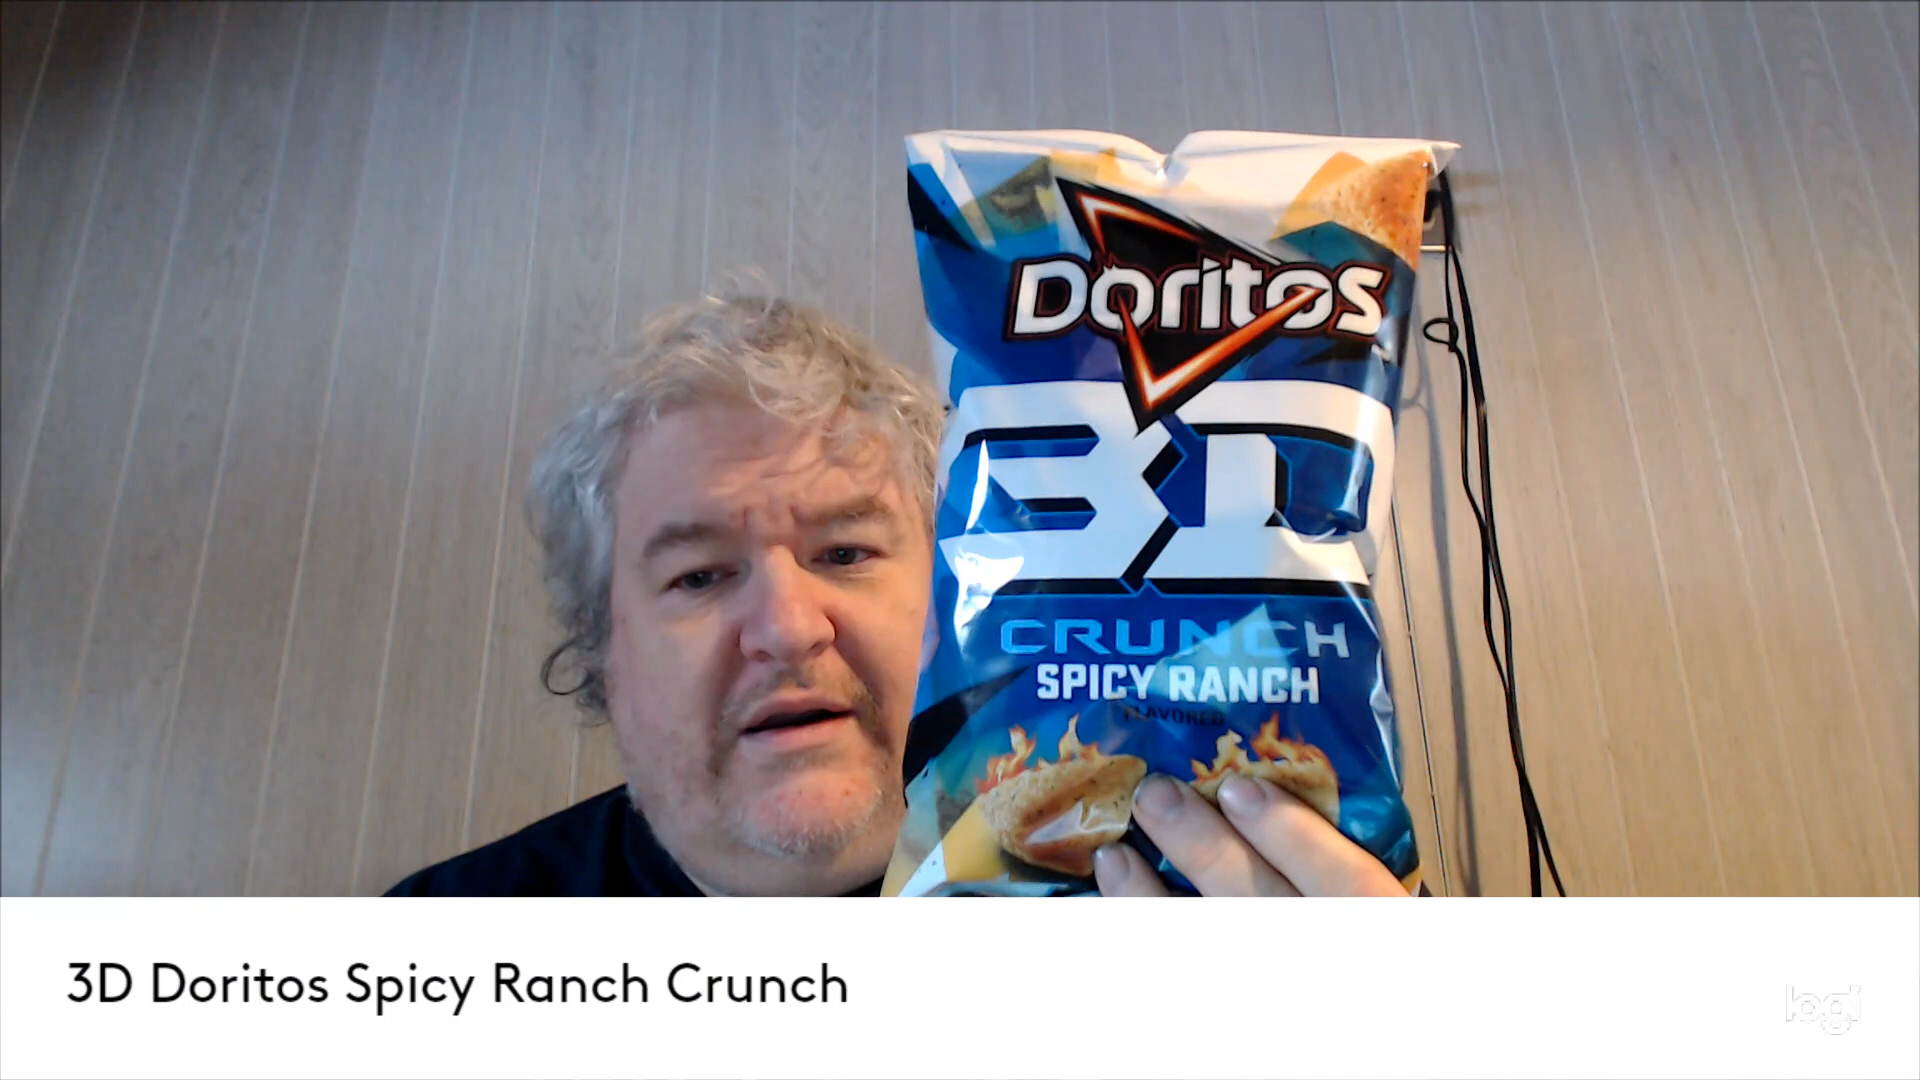 Doritos
3D
CRUNCH
SPICY RANCH
FLAVORED
3D Doritos Spicy Ranch Crunch
logi